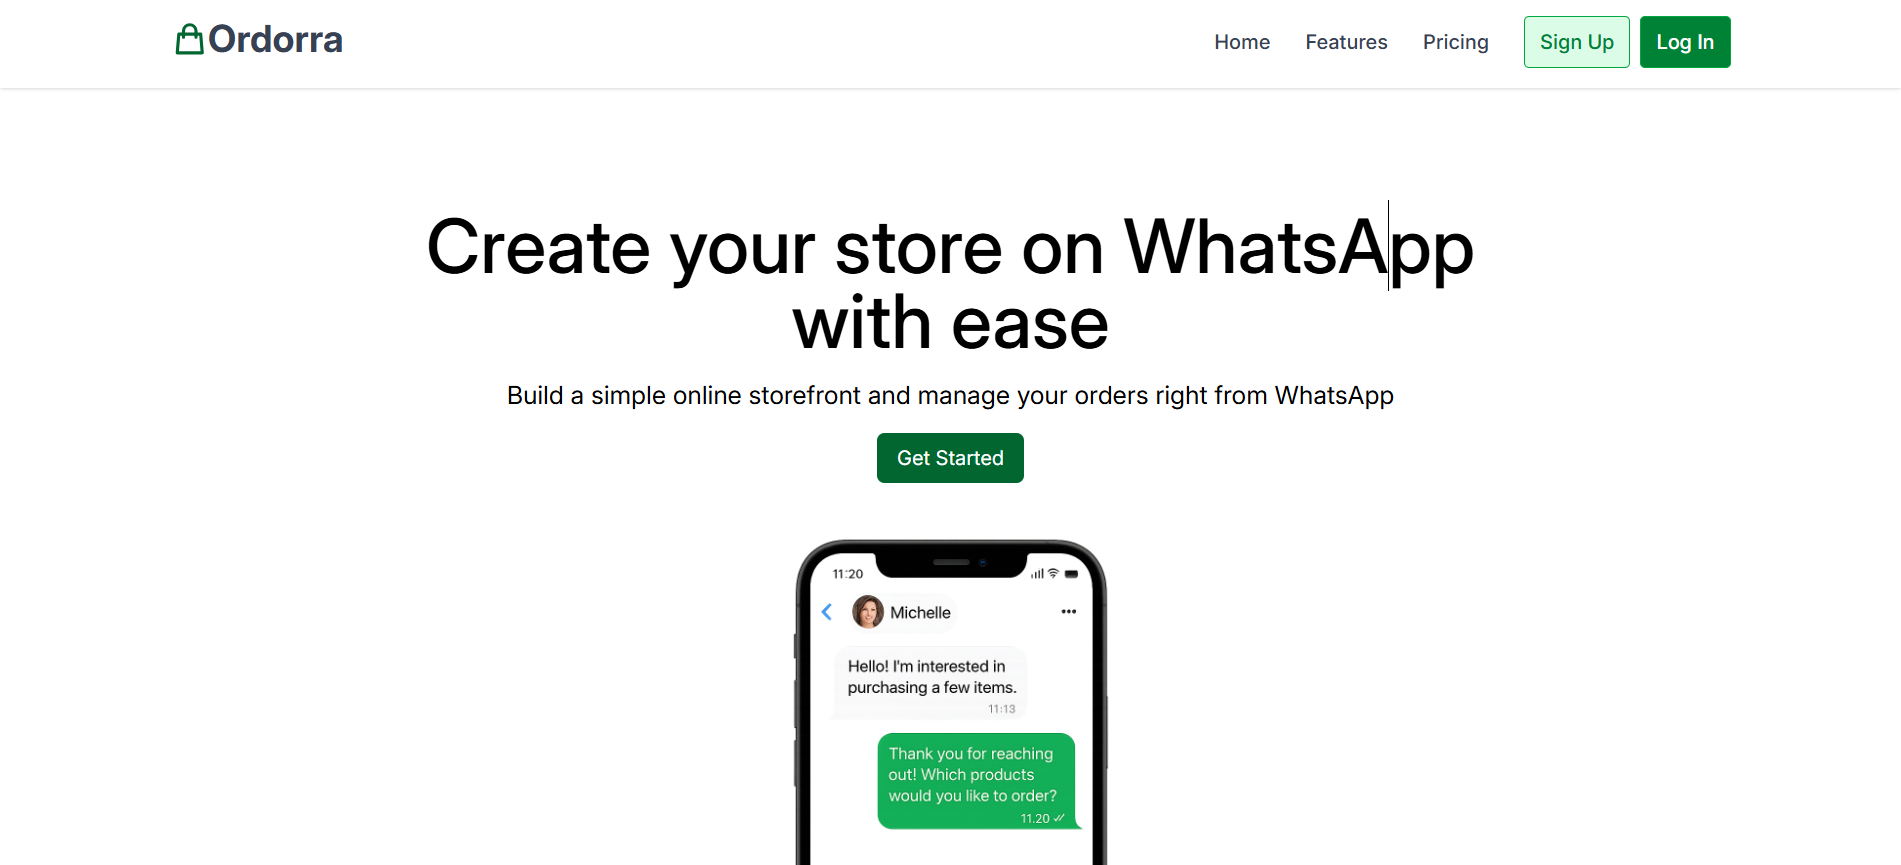 Ordorra
Home Features Pricing Sign Up Log In
Create your store on WhatsApp
with ease
Build a simple online storefront and manage your orders right from WhatsApp
Get Started
11:20
Michelle
Hello! I'm interested in
purchasing a few items.
11:13
Thank you for reaching
out! Which products
would you like to order?
11.20